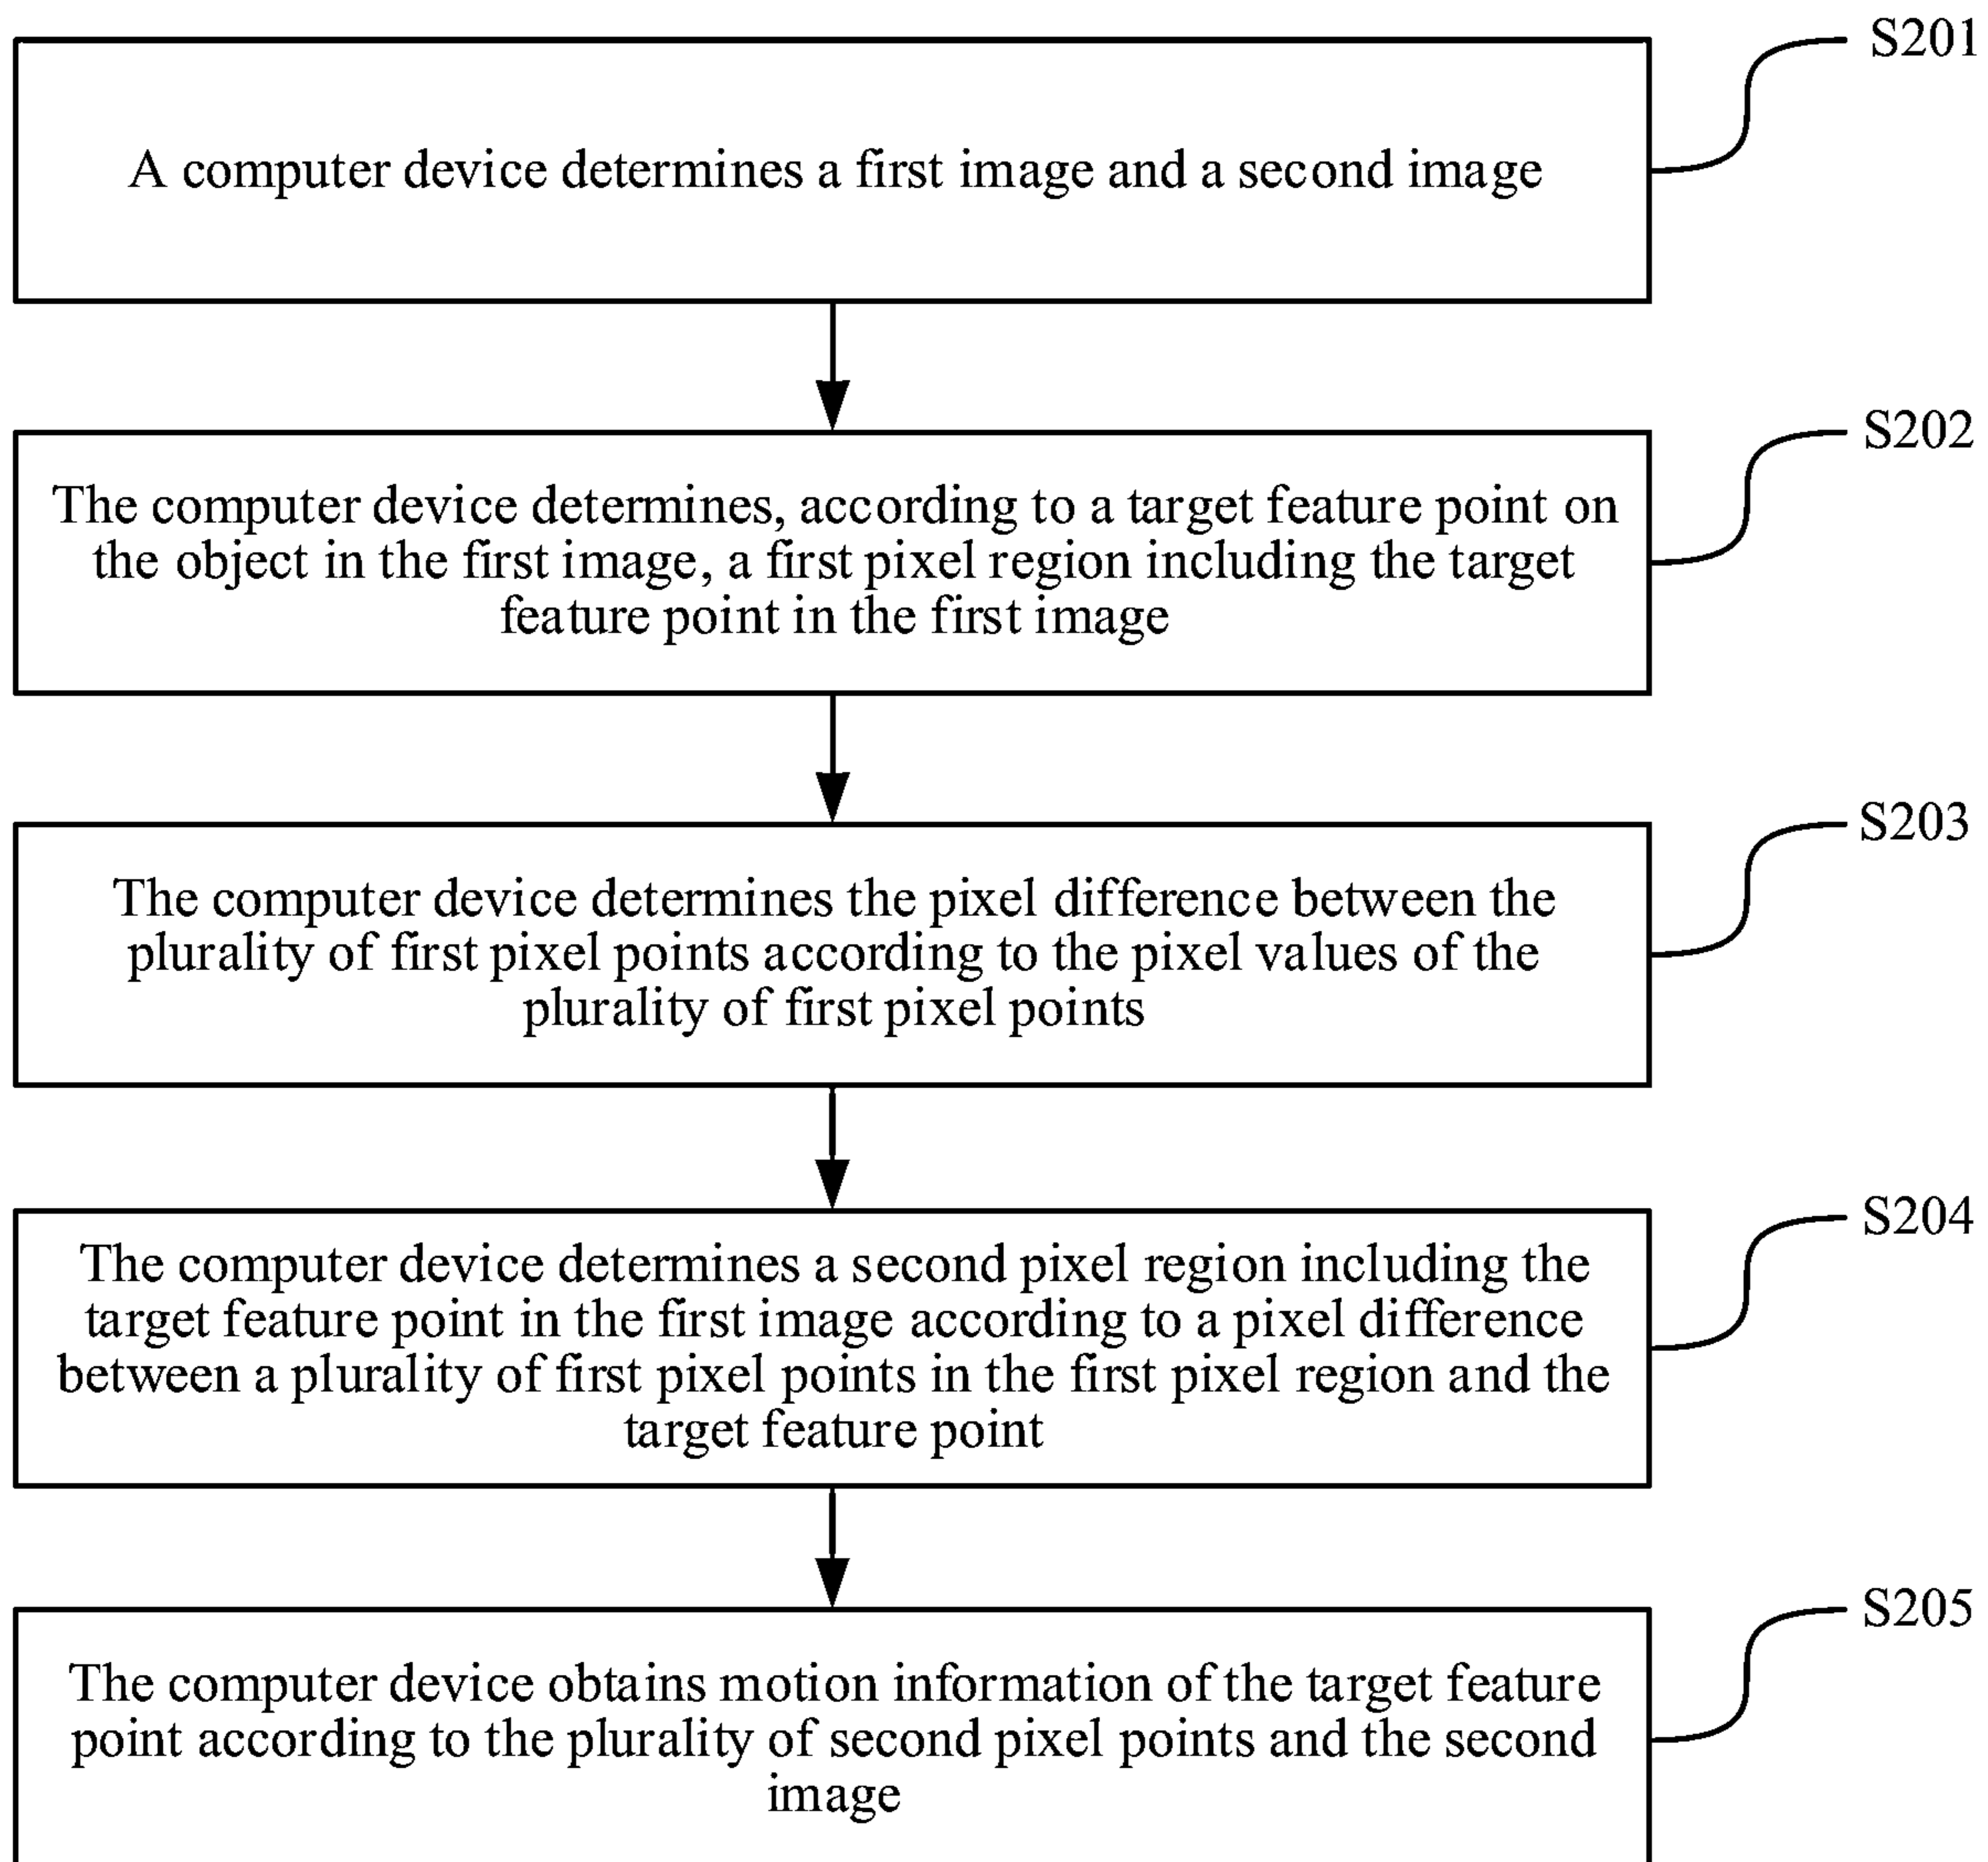 S201
A computer device determines a first image and a second image
S202
The computer device determines, according to a target feature point on
the object in the first image, a first pixel region including the target
feature point in the first image
S203
The computer device determines the pixel difference between the
plurality of first pixel points according to the pixel values of the
plurality of first pixel points
S204
The computer device determines a second pixel region including the
target feature point in the first image according to a pixel difference
between a plurality of first pixel points in the first pixel region and the
target feature point
S205
The computer device obtains motion information of the target feature
point according to the plurality of second pixel points and the second
image